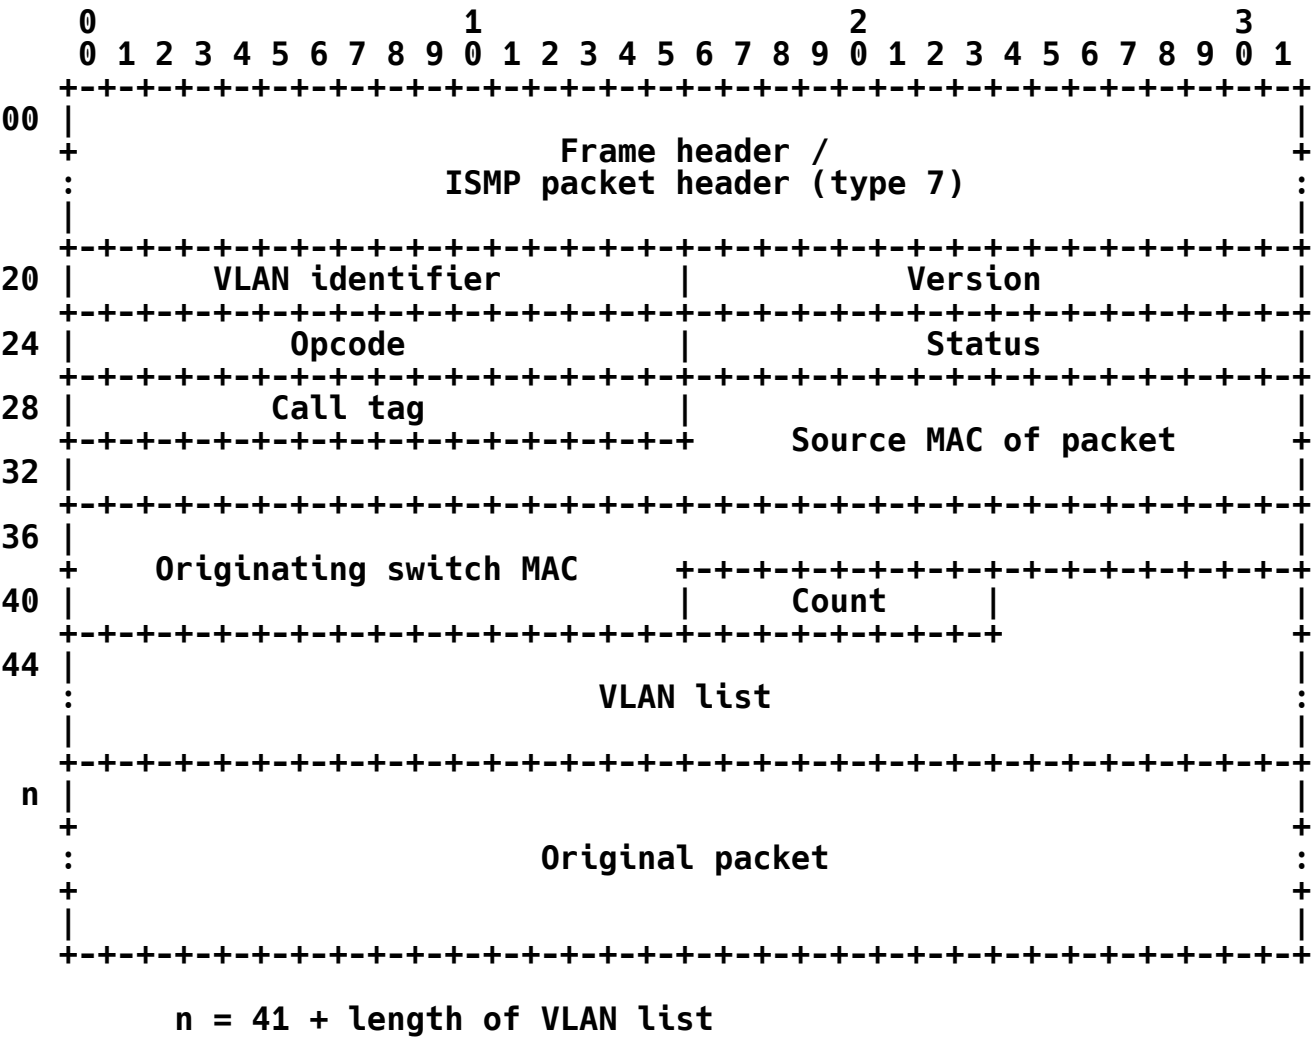 0                   1                   2                   3
     0 1 2 3 4 5 6 7 8 9 0 1 2 3 4 5 6 7 8 9 0 1 2 3 4 5 6 7 8 9 0 1
    +-+-+-+-+-+-+-+-+-+-+-+-+-+-+-+-+-+-+-+-+-+-+-+-+-+-+-+-+-+-+-+-+
 00 |                                                               |
    +                         Frame header /                        +
    :                   ISMP packet header (type 7)                 :
    |                                                               |
    +-+-+-+-+-+-+-+-+-+-+-+-+-+-+-+-+-+-+-+-+-+-+-+-+-+-+-+-+-+-+-+-+
 20 |       VLAN identifier         |           Version             |
    +-+-+-+-+-+-+-+-+-+-+-+-+-+-+-+-+-+-+-+-+-+-+-+-+-+-+-+-+-+-+-+-+
 24 |           Opcode              |            Status             |
    +-+-+-+-+-+-+-+-+-+-+-+-+-+-+-+-+-+-+-+-+-+-+-+-+-+-+-+-+-+-+-+-+
 28 |          Call tag             |                               |
    +-+-+-+-+-+-+-+-+-+-+-+-+-+-+-+-+     Source MAC of packet      +
 32 |                                                               |
    +-+-+-+-+-+-+-+-+-+-+-+-+-+-+-+-+-+-+-+-+-+-+-+-+-+-+-+-+-+-+-+-+
 36 |                                                               |
    +    Originating switch MAC     +-+-+-+-+-+-+-+-+-+-+-+-+-+-+-+-+
 40 |                               |     Count     |               |
    +-+-+-+-+-+-+-+-+-+-+-+-+-+-+-+-+-+-+-+-+-+-+-+-+               +
 44 |                                                               |
    :                           VLAN list                           :
    |                                                               |
    +-+-+-+-+-+-+-+-+-+-+-+-+-+-+-+-+-+-+-+-+-+-+-+-+-+-+-+-+-+-+-+-+
  n |                                                               |
    +                                                               +
    :                        Original packet                        :
    +                                                               +
    |                                                               |
    +-+-+-+-+-+-+-+-+-+-+-+-+-+-+-+-+-+-+-+-+-+-+-+-+-+-+-+-+-+-+-+-+
          n = 41 + length of VLAN list